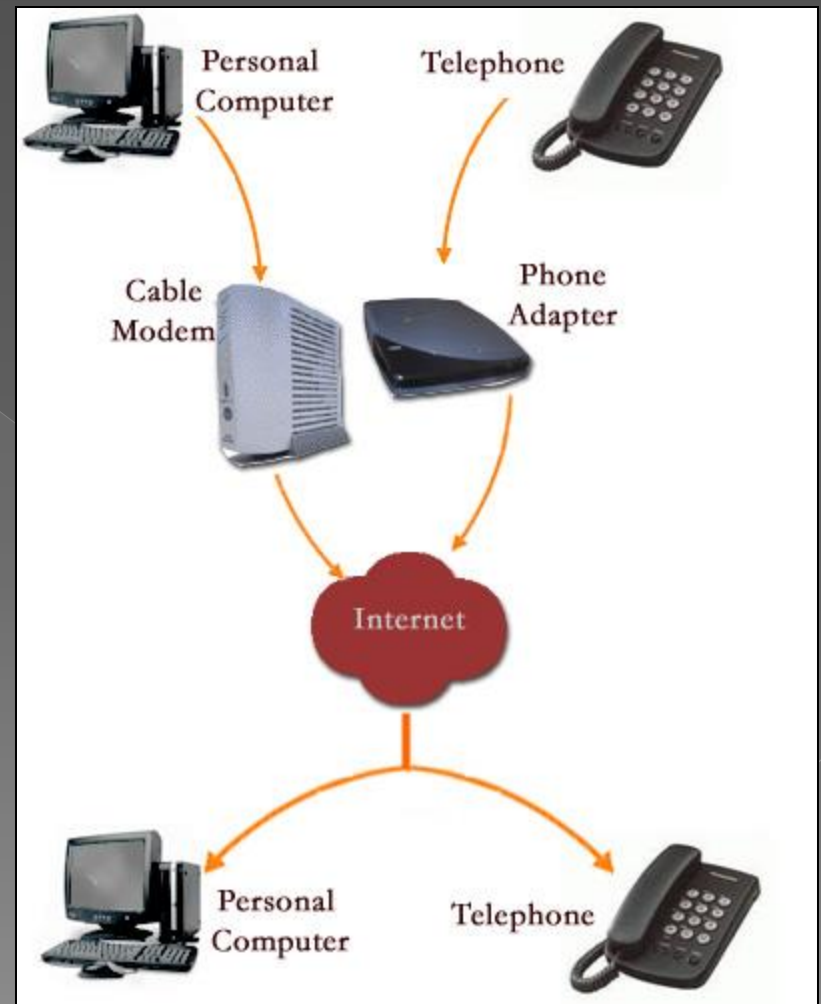 Personal
Computer
Telephone
Cable
Modem
Phone
Adapter
Internet
Personal
Computer
Telephone